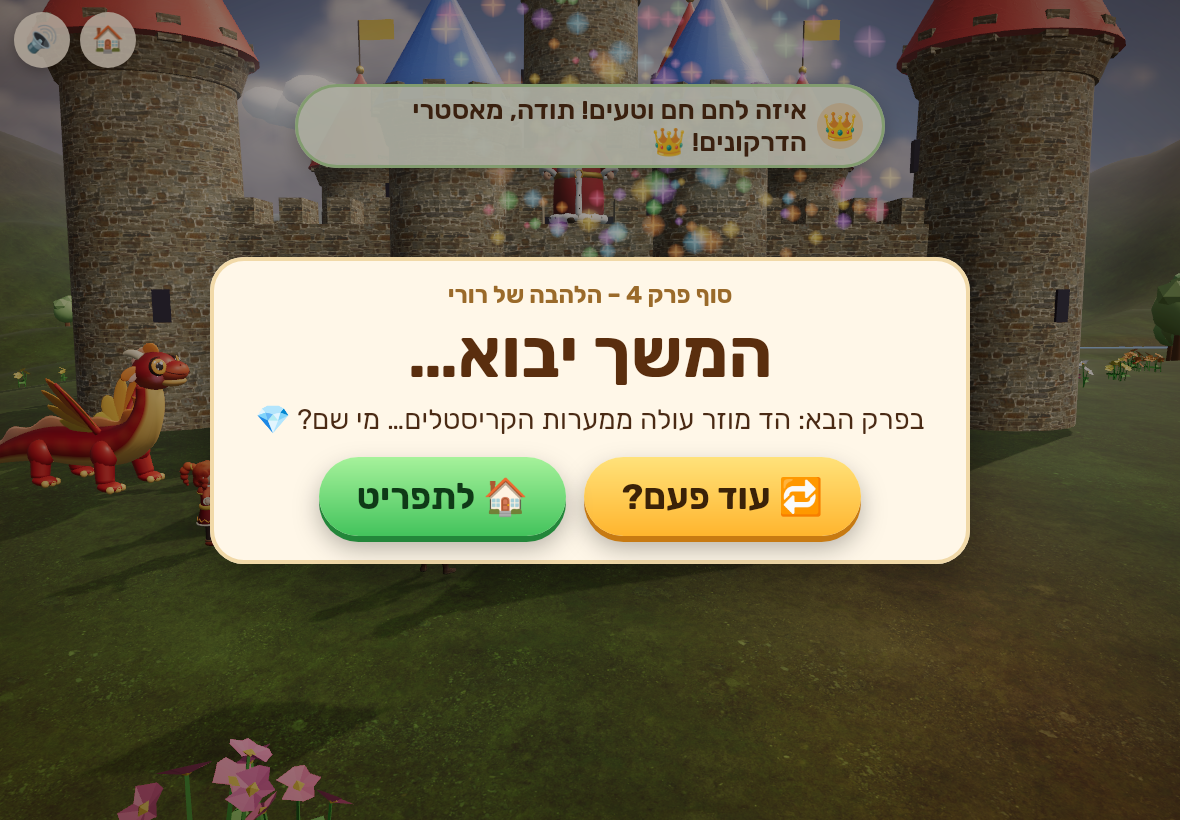 איזה לחם חם וטעים! תודה, מאסטרי
הדרקונים! 👑
סוף פרק 4 – הלהבה של רורי
המשך יבוא...
בפרק הבא: הד מוזר עולה ממערות הקריסטלים... מי שם? 💎
🔁 עוד פעם?
🏠 לתפריט